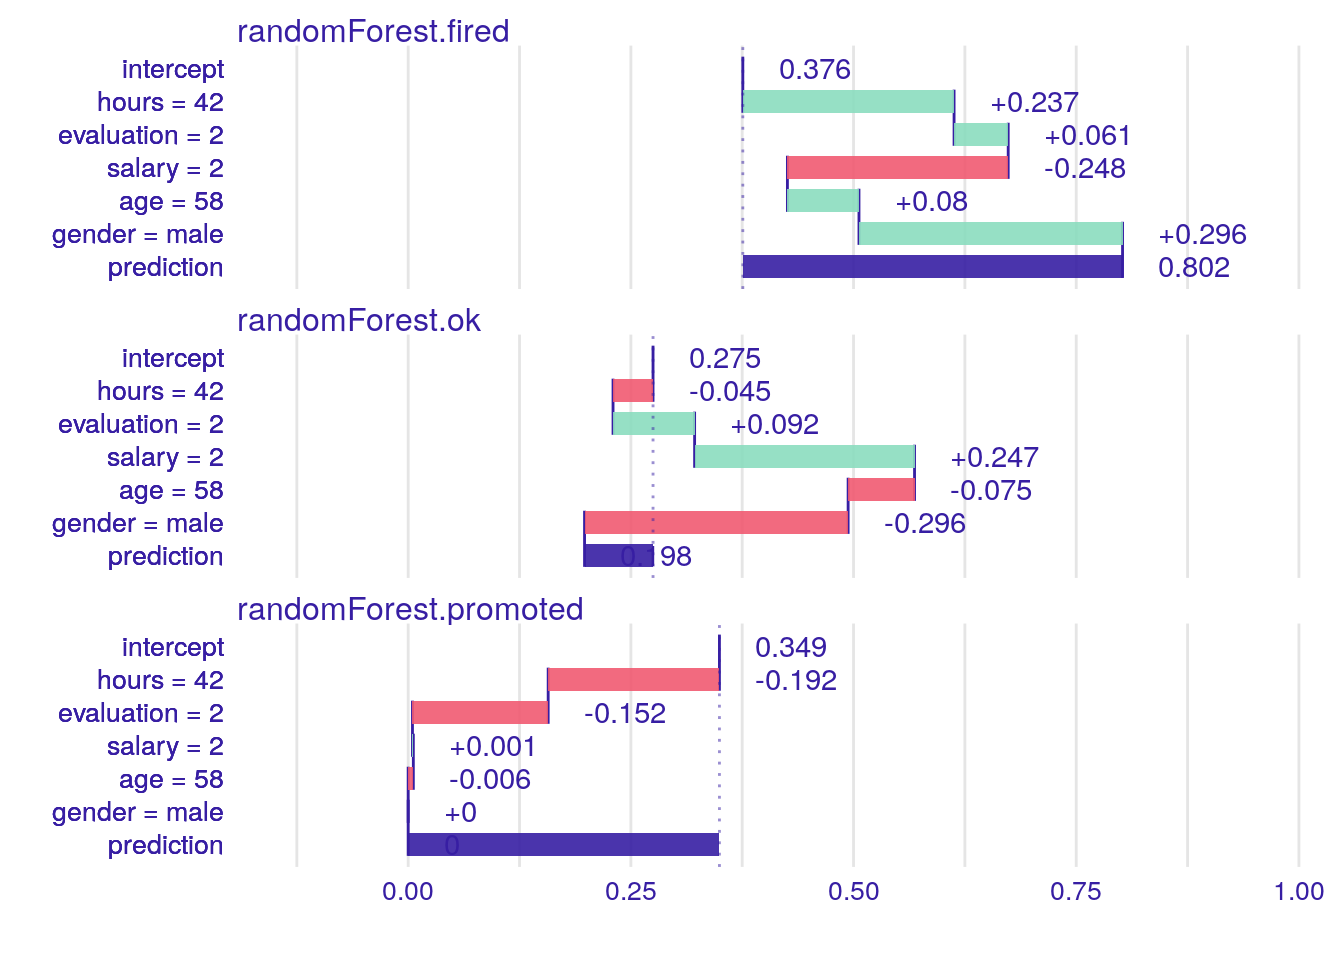 randomForest.fired
intercept 0.376
hours = 42 +0.237
evaluation = 2 +0.061
salary = 2 -0.248
age = 58 +0.08
gender = male +0.296
prediction 0.802
randomForest.ok
intercept 0.275
hours = 42 -0.045
evaluation = 2 +0.092
salary = 2 +0.247
age = 58 -0.075
gender = male -0.296
prediction 0.198
randomForest.promoted
intercept 0.349
hours = 42 -0.192
evaluation = 2 -0.152
salary = 2 +0.001
age = 58 -0.006
gender = male +0
prediction 0
0.00 0.25 0.50 0.75 1.00